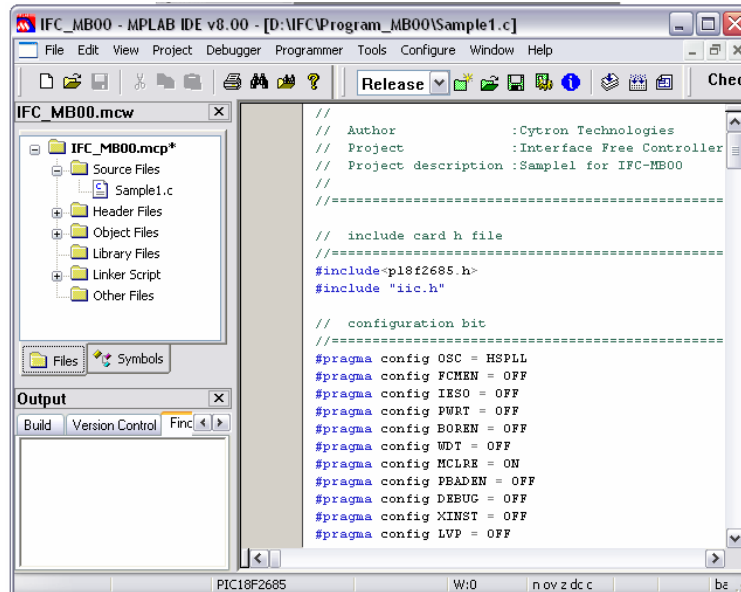 IFC_MB00 - MPLAB IDE v8.00 - [D:\IFC\Program_MB00\Sample1.c]
File Edit View Project Debugger Programmer Tools Configure Window Help
Release
IFC_MB00.mcw
IFC_MB00.mcp*
Source Files
Sample1.c
Header Files
Object Files
Library Files
Linker Script
Other Files
Files Symbols
Output
Build Version Control
//
// Author :Cytron Technologies
// Project :Interface Free Controller
// Project description :Sample1 for IFC-MB00
//
//==================================================
// include card h file
//==================================================
#include<p18f2685.h>
#include "iic.h"
// configuration bit
//==================================================
#pragma config OSC = HSPLL
#pragma config FCMEN = OFF
#pragma config IESO = OFF
#pragma config PWRT = OFF
#pragma config BOREN = OFF
#pragma config WDT = OFF
#pragma config MCLRE = ON
#pragma config PBADEN = OFF
#pragma config DEBUG = OFF
#pragma config XINST = OFF
#pragma config LVP = OFF
PIC18F2685 W:0 n ov z dc c